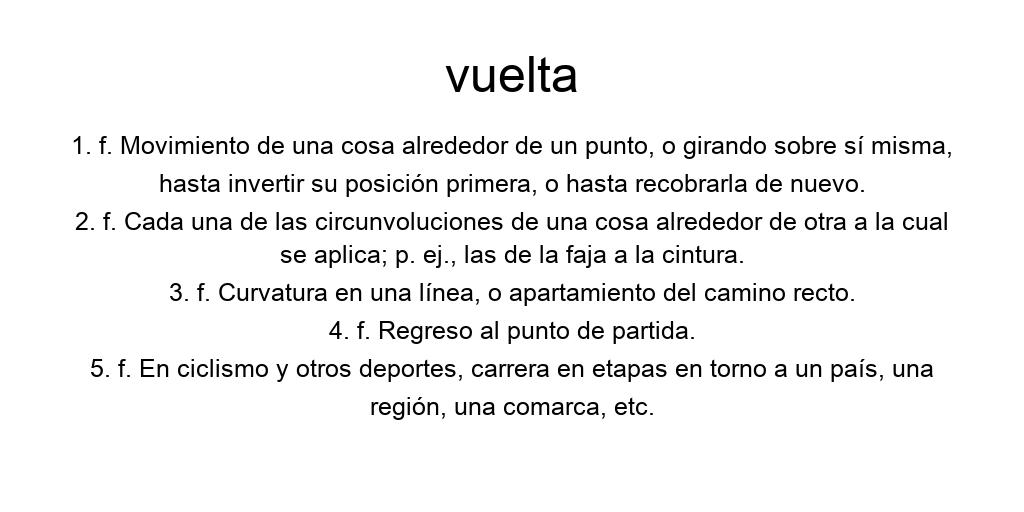 vuelta
1. f. Movimiento de una cosa alrededor de un punto, o girando sobre sí misma,
hasta invertir su posición primera, o hasta recobrarla de nuevo.
2. f. Cada una de las circunvoluciones de una cosa alrededor de otra a la cual
se aplica; p. ej., las de la faja a la cintura.
3. f. Curvatura en una línea, o apartamiento del camino recto.
4. f. Regreso al punto de partida.
5. f. En ciclismo y otros deportes, carrera en etapas en torno a un país, una
región, una comarca, etc.